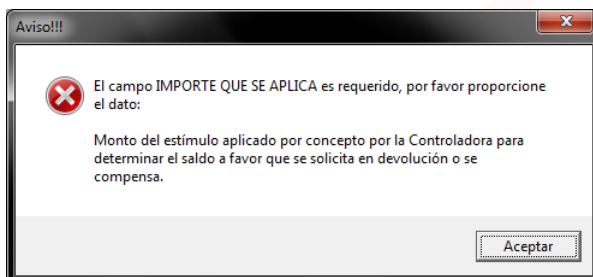 Aviso!!!
El campo IMPORTE QUE SE APLICA es requerido, por favor proporcione
el dato:
Monto del estímulo aplicado por concepto por la Controladora para
determinar el saldo a favor que se solicita en devolución o se
compensa.
Aceptar